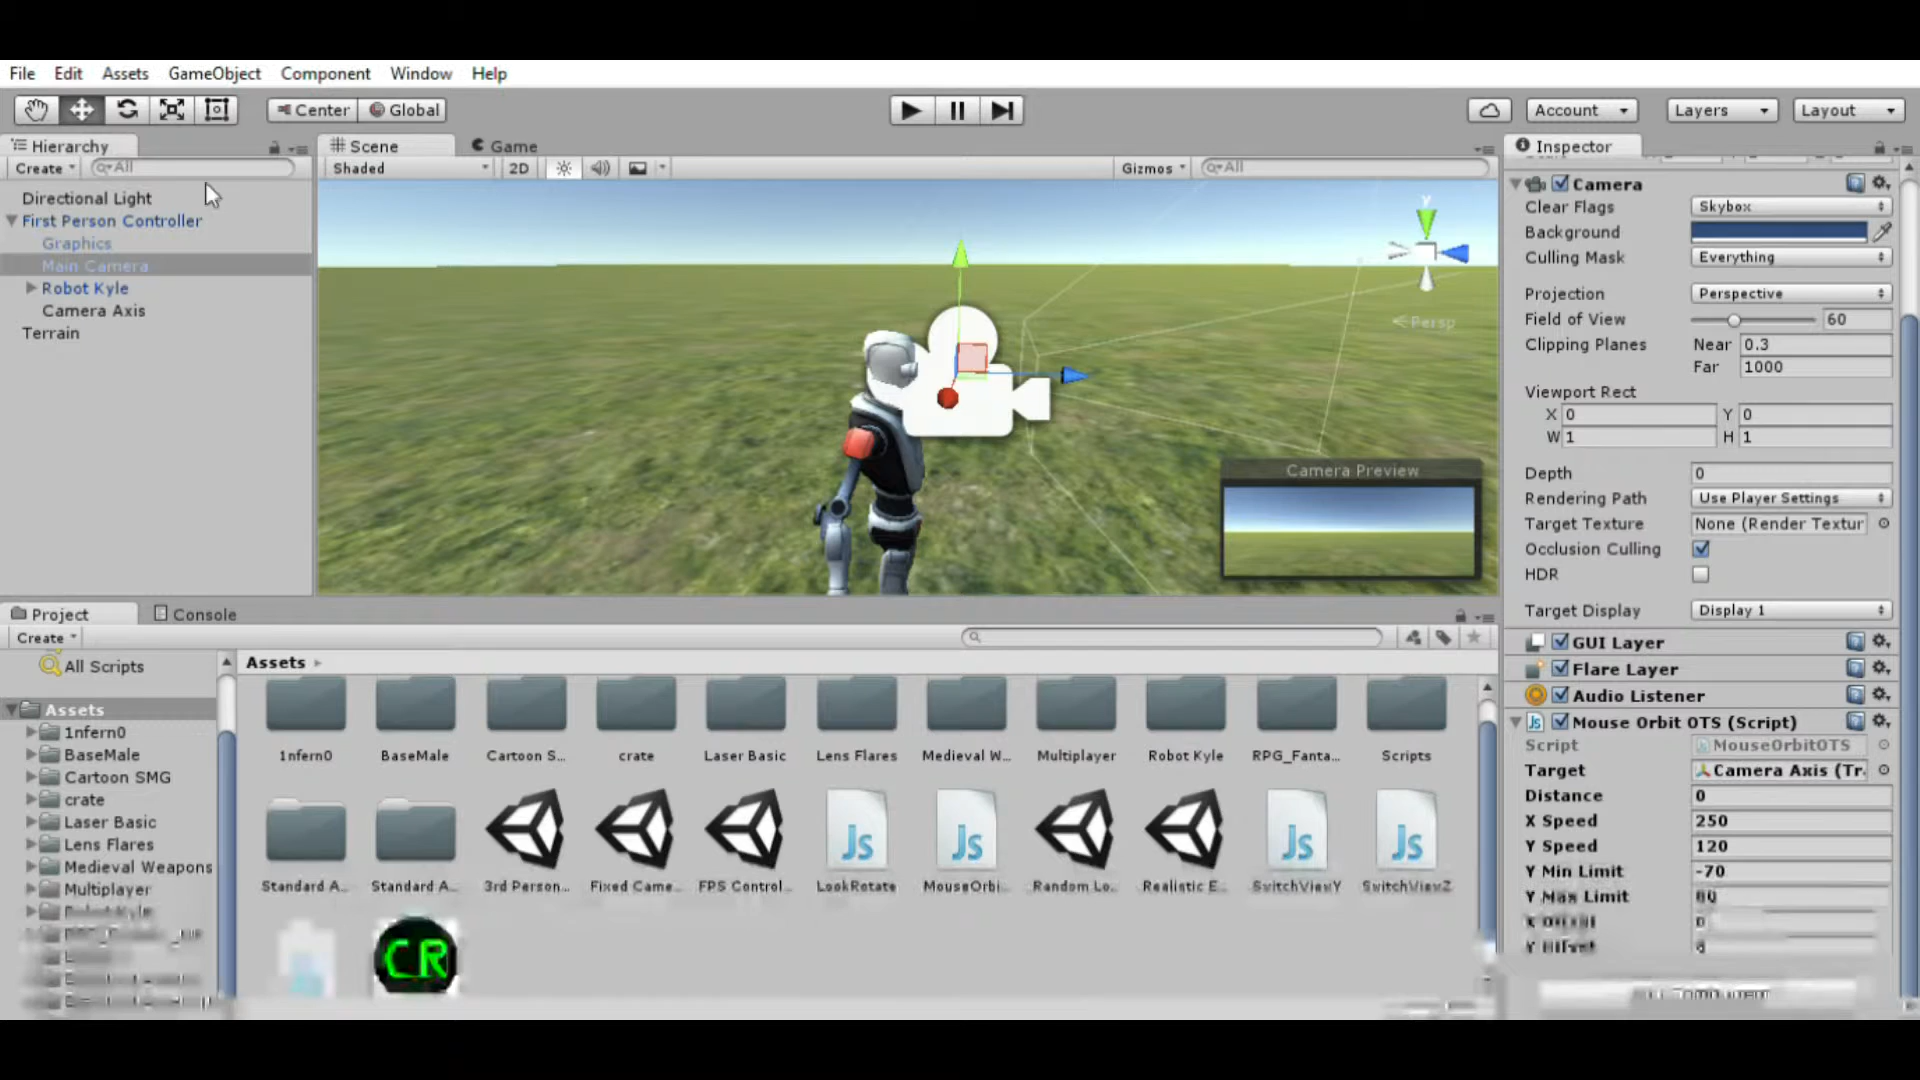 File Edit Assets GameObject Component Window Help
Center Global
Account Layers Layout
Hierarchy
Create All
Directional Light
First Person Controller
Graphics
Main Camera
Robot Kyle
Camera Axis
Terrain
Scene Game
Shaded 2D Gizmos All
y
Persp
Camera Preview
Project Console
Create
All Scripts
Assets
1nfern0
BaseMale
Cartoon SMG
crate
Laser Basic
Lens Flares
Medieval Weapons
Multiplayer
Robot Kyle
Assets
1nfern0 BaseMale Cartoon S... crate Laser Basic Lens Flares Medieval W... Multiplayer Robot Kyle RPG_Fanta... Scripts
Standard A... Standard A... 3rd Person... Fixed Came... FPS Control... LookRotate MouseOrbi... Random Lo... Realistic E... SwitchViewY SwitchViewZ
Js Js Js Js
CR
Inspector
Camera
Clear Flags Skybox
Background
Culling Mask Everything
Projection Perspective
Field of View 60
Clipping Planes Near 0.3
Far 1000
Viewport Rect
X 0 Y 0
W 1 H 1
Depth 0
Rendering Path Use Player Settings
Target Texture None (Render Textur
Occlusion Culling
HDR
Target Display Display 1
GUI Layer
Flare Layer
Audio Listener
Js Mouse Orbit OTS (Script)
Script MouseOrbitOTS
Target Camera Axis (Tr
Distance 0
X Speed 250
Y Speed 120
Y Min Limit -70
Y Max Limit
Y Offset